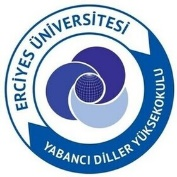 ERCİYES ÜNİVERSİTESİ
YABANCI DİLLER YÜKSEKOKULU